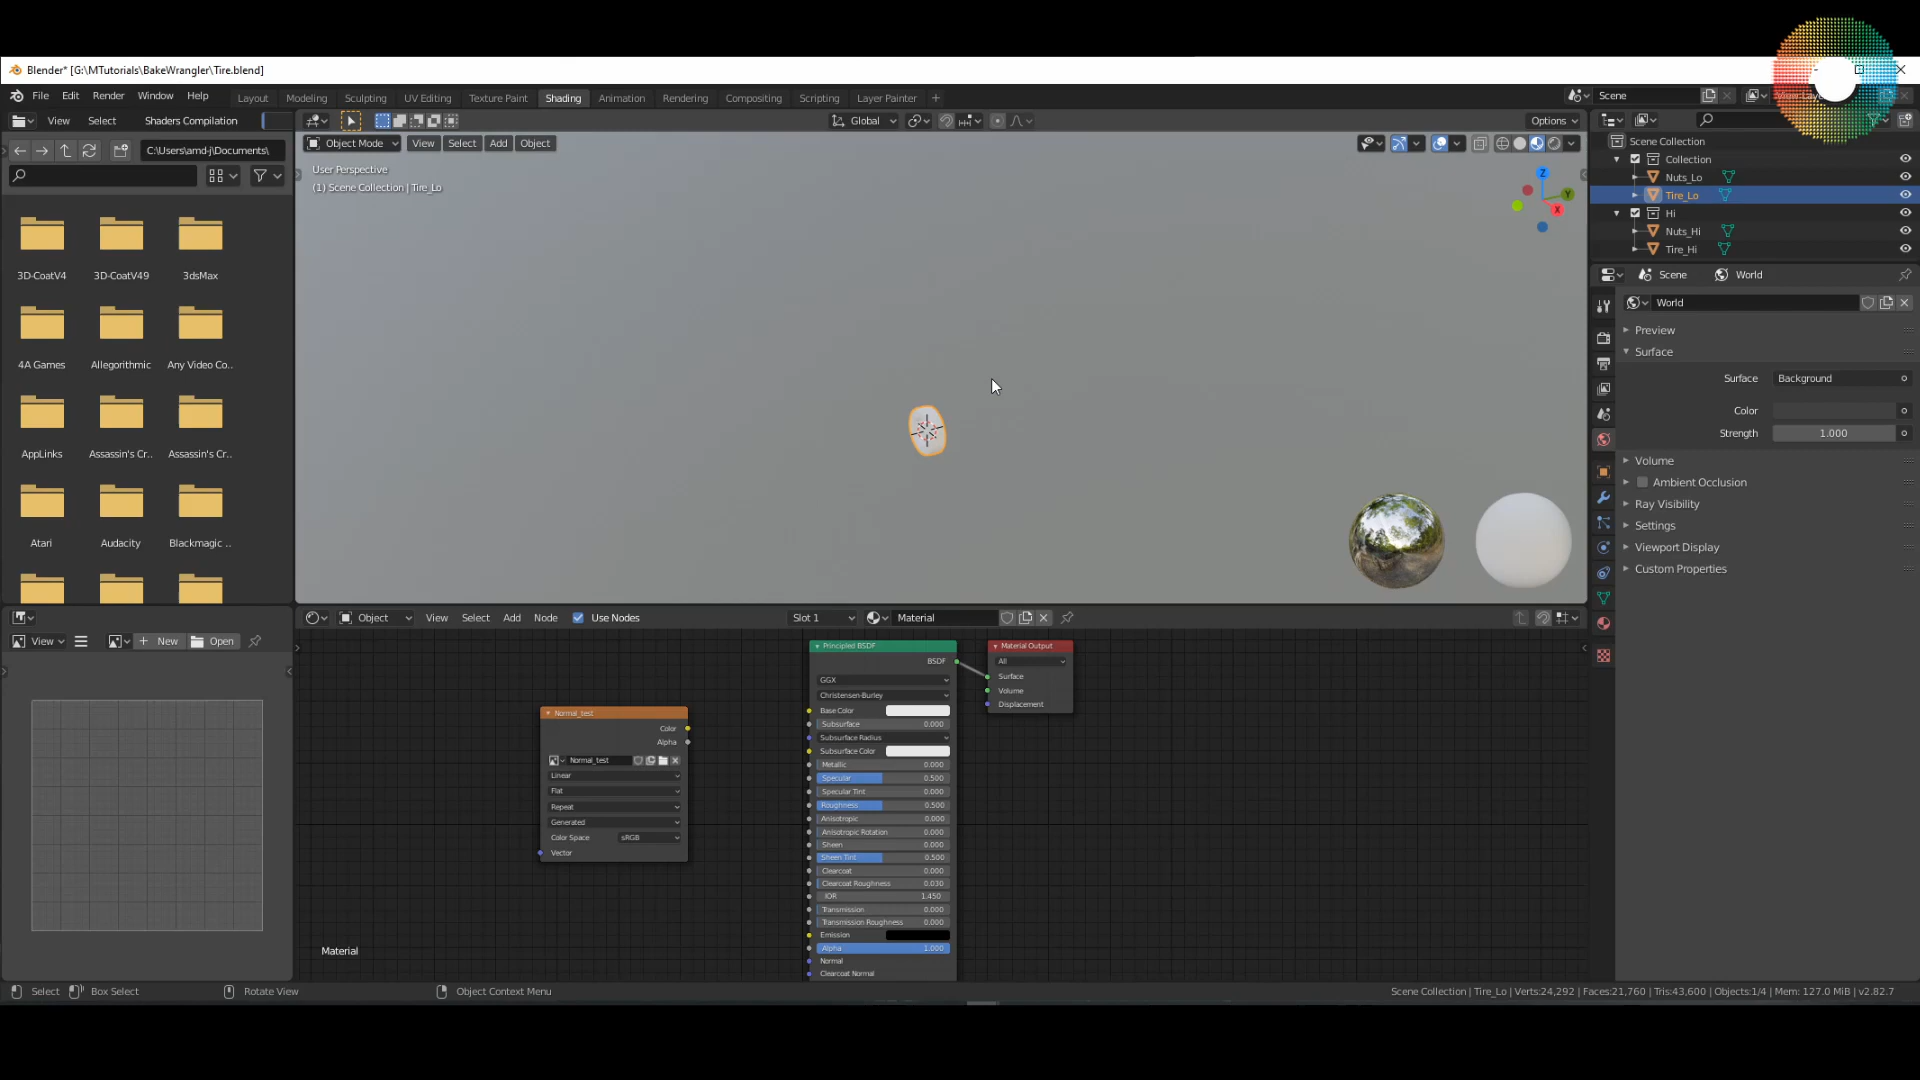 Blender* [G:\MTutorials\BakeWrangler\Tire.blend]
File Edit Render Window Help
Layout Modeling Sculpting UV Editing Texture Paint Shading Animation Rendering Compositing Scripting Layer Painter +
Scene
View Select Shaders Compilation
Global
Options
C:\Users\amd-j\Documents\
Object Mode View Select Add Object
User Perspective
(1) Scene Collection | Tire_Lo
Z
Y
X
Scene Collection
Collection
Nuts_Lo
Tire_Lo
Hi
Nuts_Hi
Tire_Hi
Scene World
World
Preview
Surface
Surface Background
Color
Strength 1.000
Volume
Ambient Occlusion
Ray Visibility
Settings
Viewport Display
Custom Properties
3D-CoatV4 3D-CoatV49 3dsMax
4A Games Allegorithmic Any Video Co..
AppLinks Assassin's Cr.. Assassin's Cr..
Atari Audacity Blackmagic ..
View New Open
Object View Select Add Node Use Nodes Slot 1 Material
Normal_test
Color
Alpha
Normal_test
Linear
Flat
Repeat
Generated
Color Space sRGB
Vector
Principled BSDF
BSDF
GGX
Christensen-Burley
Base Color
Subsurface 0.000
Subsurface Radius
Subsurface Color
Metallic 0.000
Specular 0.500
Specular Tint 0.000
Roughness 0.500
Anisotropic 0.000
Anisotropic Rotation 0.000
Sheen 0.000
Sheen Tint 0.500
Clearcoat 0.000
Clearcoat Roughness 0.030
IOR 1.450
Transmission 0.000
Transmission Roughness 0.000
Emission
Alpha 1.000
Normal
Clearcoat Normal
Material Output
All
Surface
Volume
Displacement
Material
Select Box Select Rotate View Object Context Menu
Scene Collection | Tire_Lo | Verts:24,292 | Faces:21,760 | Tris:43,600 | Objects:1/4 | Mem: 127.0 MiB | v2.82.7